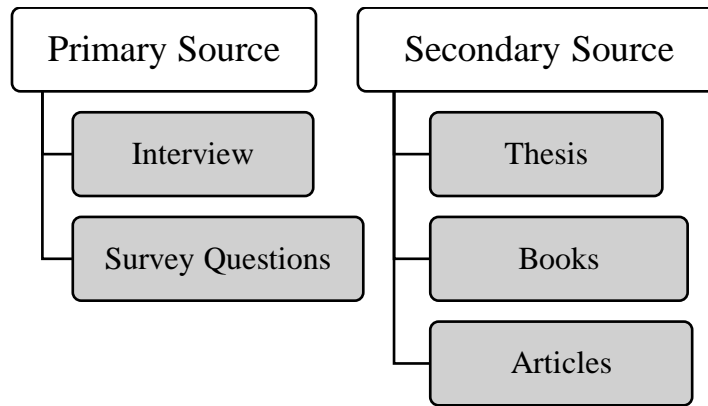 Primary Source
Interview
Survey Questions
Secondary Source
Thesis
Books
Articles